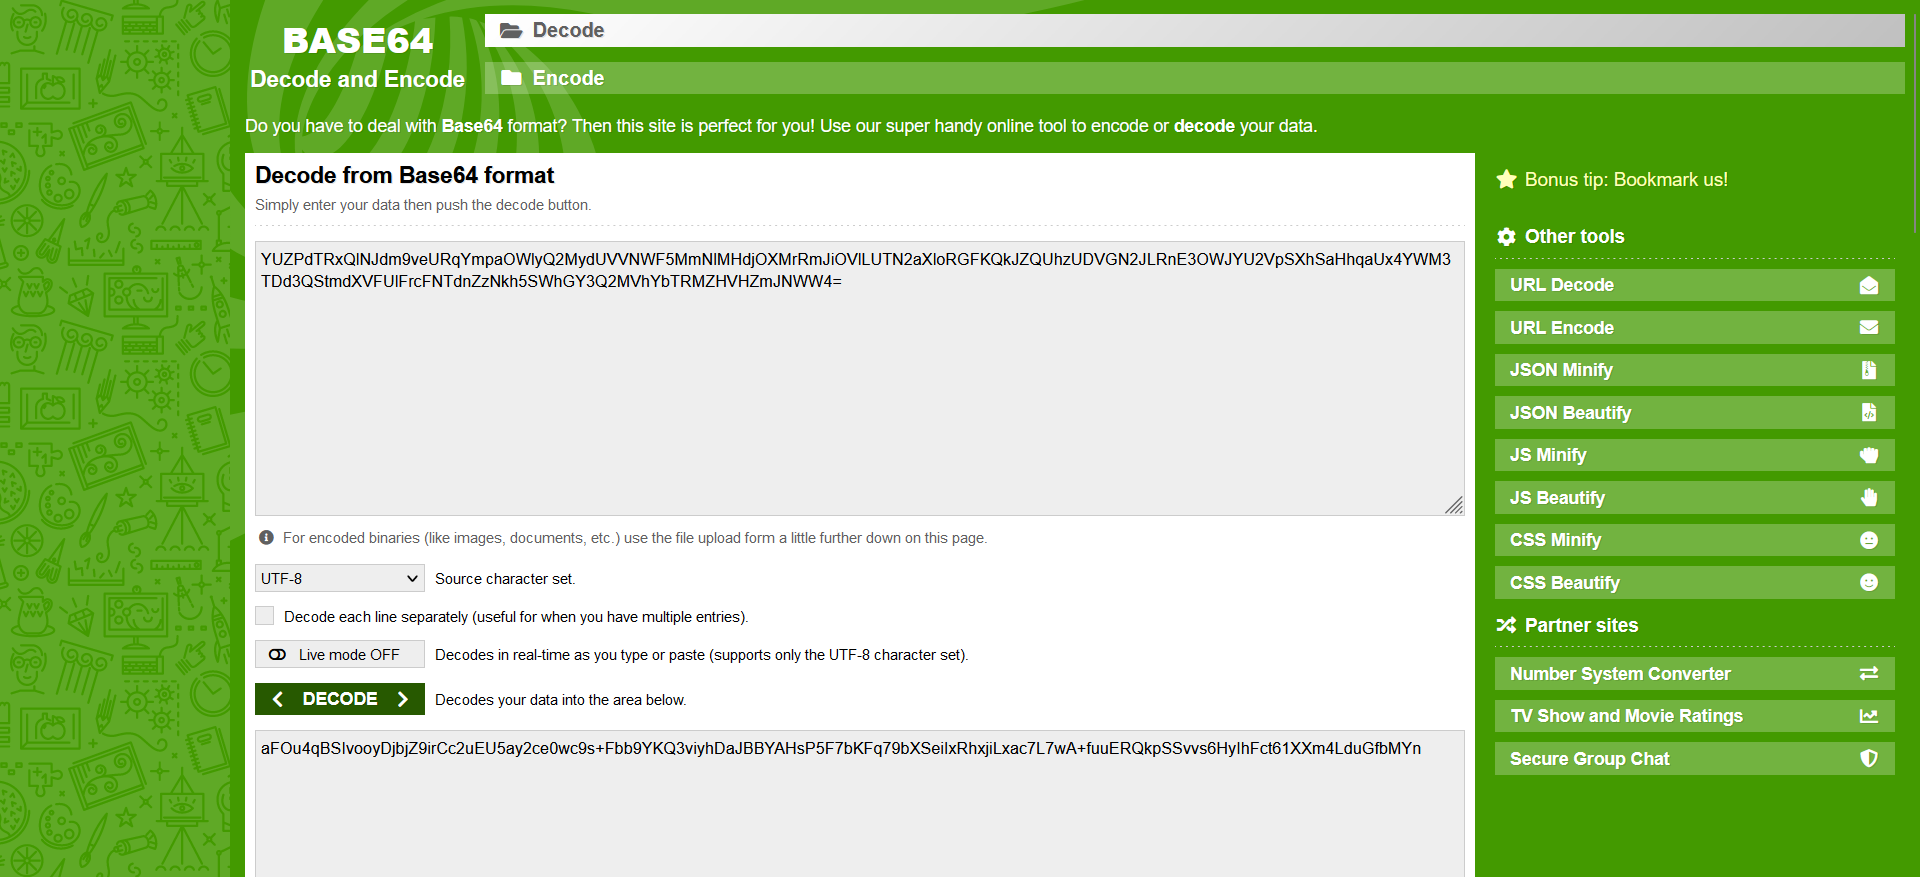 BASE64
Decode and Encode
Decode
Encode
Do you have to deal with Base64 format? Then this site is perfect for you! Use our super handy online tool to encode or decode your data.
Decode from Base64 format
Simply enter your data then push the decode button.
YUZPdTRxQlNJdm9veURqYmpaOWlyQ2MydUVVNWF5MmNlMHdjOXMrRmJiOVlLUTN2aXloRGFKQkJZQUhzUDVGN2JLRnE3OWJYU2VpSXhSaHhqaUx4YWM3
TDd3QStmdXVFUlFrcFNTdnZzNkh5SWhGY3Q2MVhYbTRMZHVHZmJNWW4=
For encoded binaries (like images, documents, etc.) use the file upload form a little further down on this page.
UTF-8
Source character set.
Decode each line separately (useful for when you have multiple entries).
Live mode OFF
Decodes in real-time as you type or paste (supports only the UTF-8 character set).
DECODE
Decodes your data into the area below.
aFOu4qBSIvooyDjbjZ9irCc2uEU5ay2ce0wc9s+Fbb9YKQ3viyhDaJBBYAHsP5F7bKFq79bXSeiIxRhxjiLxac7L7wA+fuuERQkpSSvvs6HyIhFct61XXm4LduGfbMYn
Bonus tip: Bookmark us!
Other tools
URL Decode
URL Encode
JSON Minify
JSON Beautify
JS Minify
JS Beautify
CSS Minify
CSS Beautify
Partner sites
Number System Converter
TV Show and Movie Ratings
Secure Group Chat